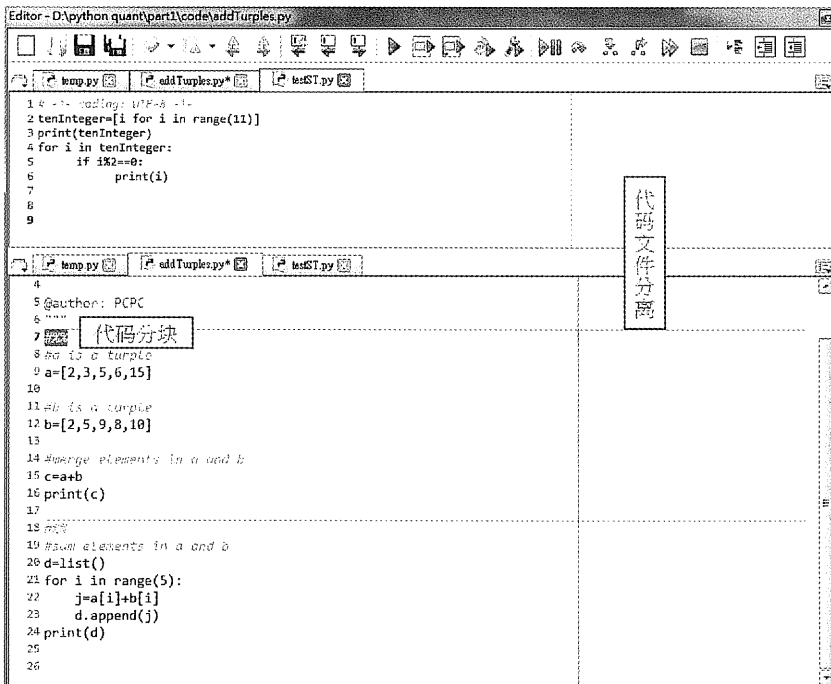 Editor - D:\python quant\part1\code\addTurples.py
temp.py addTurples.py* testST.py
1 # -*- coding: UTF-8 -*-
2 tenInteger=[i for i in range(11)]
3 print(tenInteger)
4 for i in tenInteger:
5 if i%2==0:
6 print(i)
7
8
9
代码文件分离
temp.py addTurples.py* testST.py
4
5 @author: PCPC
6 """
7 #%%
代码分块
8 #a is a turple
9 a=[2,3,5,6,15]
10
11 #b is a turple
12 b=[2,5,9,8,10]
13
14 #merge elements in a and b
15 c=a+b
16 print(c)
17
18 #%%
19 #sum elements in a and b
20 d=list()
21 for i in range(5):
22 j=a[i]+b[i]
23 d.append(j)
24 print(d)
25
26